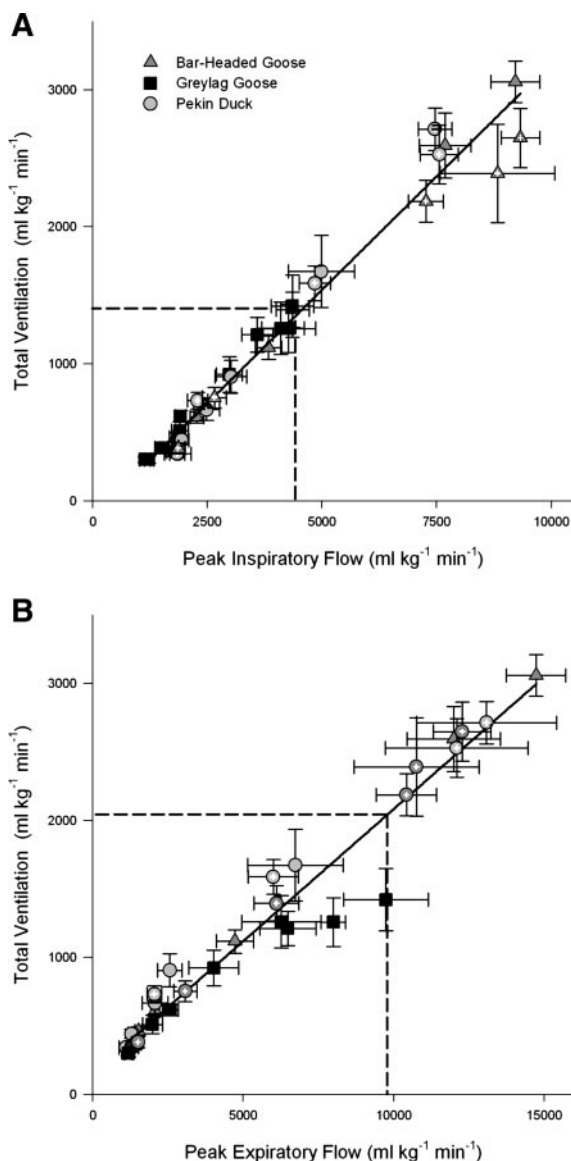 A
Bar-Headed Goose
Greylag Goose
Pekin Duck
3000
2000
1000
0
Total Ventilation (ml kg⁻¹ min⁻¹)
0 2500 5000 7500 10000
Peak Inspiratory Flow (ml kg⁻¹ min⁻¹)
B
3000
2000
1000
0
Total Ventilation (ml kg⁻¹ min⁻¹)
0 5000 10000 15000
Peak Expiratory Flow (ml kg⁻¹ min⁻¹)